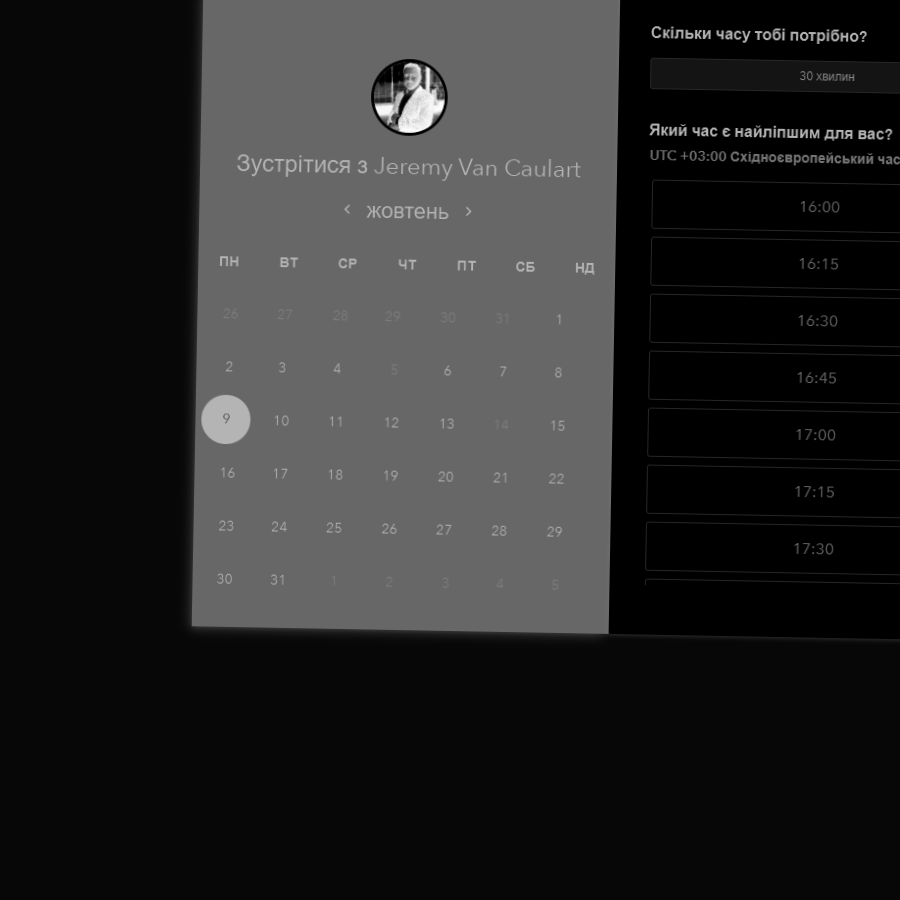 Зустрітися з Jeremy Van Caulart
‹ жовтень ›
ПН ВТ СР ЧТ ПТ СБ НД
26 27 28 29 30 31 1
2 3 4 5 6 7 8
9 10 11 12 13 14 15
16 17 18 19 20 21 22
23 24 25 26 27 28 29
30 31 1 2 3 4 5
Скільки часу тобі потрібно?
30 хвилин
Який час є найліпшим для вас?
UTC +03:00 Східноєвропейський час
16:00
16:15
16:30
16:45
17:00
17:15
17:30